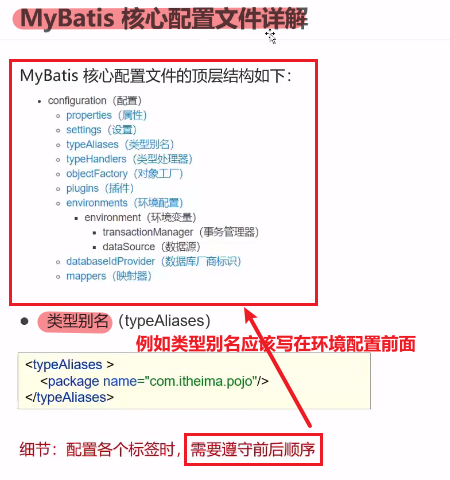 MyBatis 核心配置文件详解
MyBatis 核心配置文件的顶层结构如下：
configuration（配置）
properties（属性）
settings（设置）
typeAliases（类型别名）
typeHandlers（类型处理器）
objectFactory（对象工厂）
plugins（插件）
environments（环境配置）
environment（环境变量）
transactionManager（事务管理器）
dataSource（数据源）
databaseIdProvider（数据库厂商标识）
mappers（映射器）
类型别名（typeAliases）
例如类型别名应该写在环境配置前面
<typeAliases >
<package name="com.itheima.pojo"/>
</typeAliases>
细节：配置各个标签时，需要遵守前后顺序